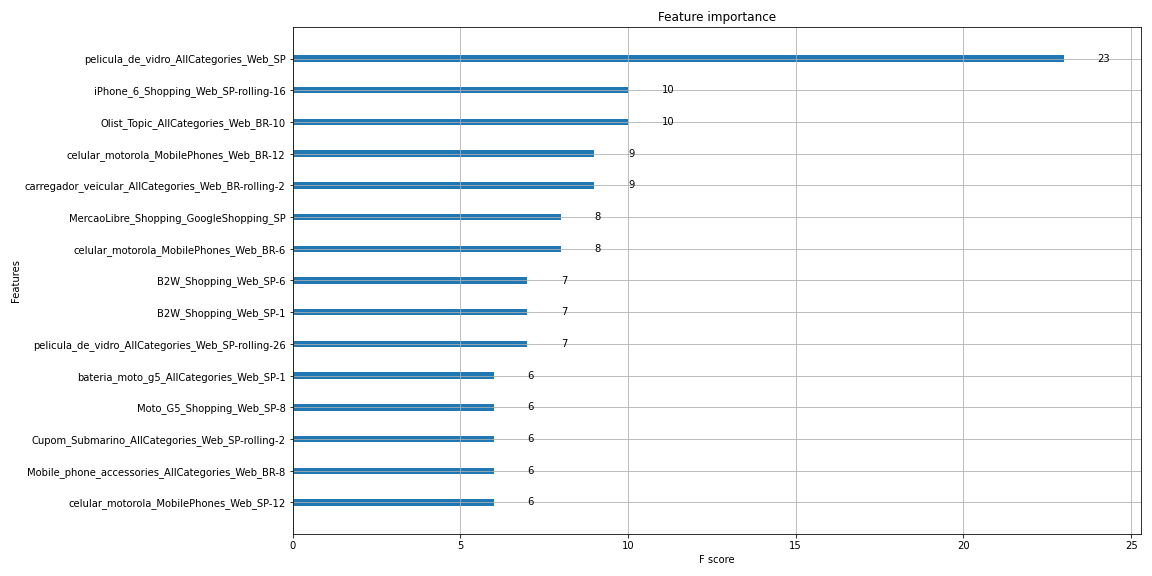 Feature importance
pelicula_de_vidro_AllCategories_Web_SP 23
iPhone_6_Shopping_Web_SP-rolling-16 10
Olist_Topic_AllCategories_Web_BR-10 10
celular_motorola_MobilePhones_Web_BR-12 9
carregador_veicular_AllCategories_Web_BR-rolling-2 9
MercaoLibre_Shopping_GoogleShopping_SP 8
celular_motorola_MobilePhones_Web_BR-6 8
B2W_Shopping_Web_SP-6 7
B2W_Shopping_Web_SP-1 7
pelicula_de_vidro_AllCategories_Web_SP-rolling-26 7
bateria_moto_g5_AllCategories_Web_SP-1 6
Moto_G5_Shopping_Web_SP-8 6
Cupom_Submarino_AllCategories_Web_SP-rolling-2 6
Mobile_phone_accessories_AllCategories_Web_BR-8 6
celular_motorola_MobilePhones_Web_SP-12 6
Features
0 5 10 15 20 25
F score